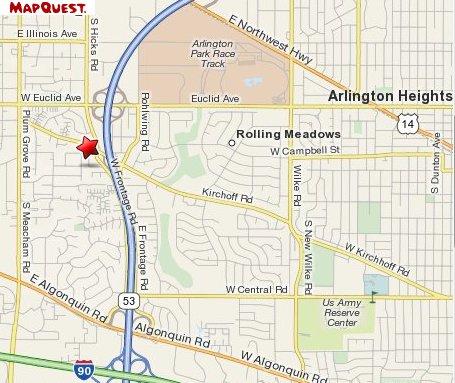 MAPQUEST
E Illinois Ave
S Hicks Rd
E Northwest Hwy
Arlington
Park Race
Track
W Euclid Ave
Euclid Ave
Arlington Heights
14
Rohlwing Rd
Plum Grove Rd
Rolling Meadows
W Campbell St
S Dunton Ave
W Frontage Rd
Wilke Rd
Kirchoff Rd
S Meacham Rd
E Frontage Rd
S New Wilke Rd
W Kirchhoff Rd
E Algonquin Rd
W Central Rd
53
Us Army
Reserve
Center
Algonquin Rd
W Algonquin Rd
90